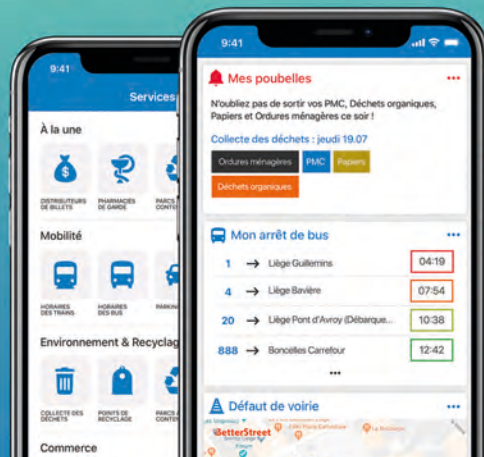 9:41
Services
À la une
DISTRIBUTEURS
DE BILLETS
PHARMACIES
DE GARDE
PARCS
Mobilité
HORAIRES
DES TRAINS
HORAIRES
DES BUS
Environnement & Recyclag
COLLECTE DES
DÉCHETS
POINTS DE
RECYCLAGE
PARCS
Commerce
9:41
Mes poubelles
N'oubliez pas de sortir vos PMC, Déchets organiques,
Papiers et Ordures ménagères ce soir !
Collecte des déchets : jeudi 19.07
Ordures ménagères PMC Papiers
Déchets organiques
Mon arrêt de bus
1 → Liège Guillemins 04:19
4 → Liège Bavière 07:54
20 → Liège Pont d'Avroy (Débarque... 10:38
888 → Boncelles Carrefour 12:42
Défaut de voirie
BetterStreet